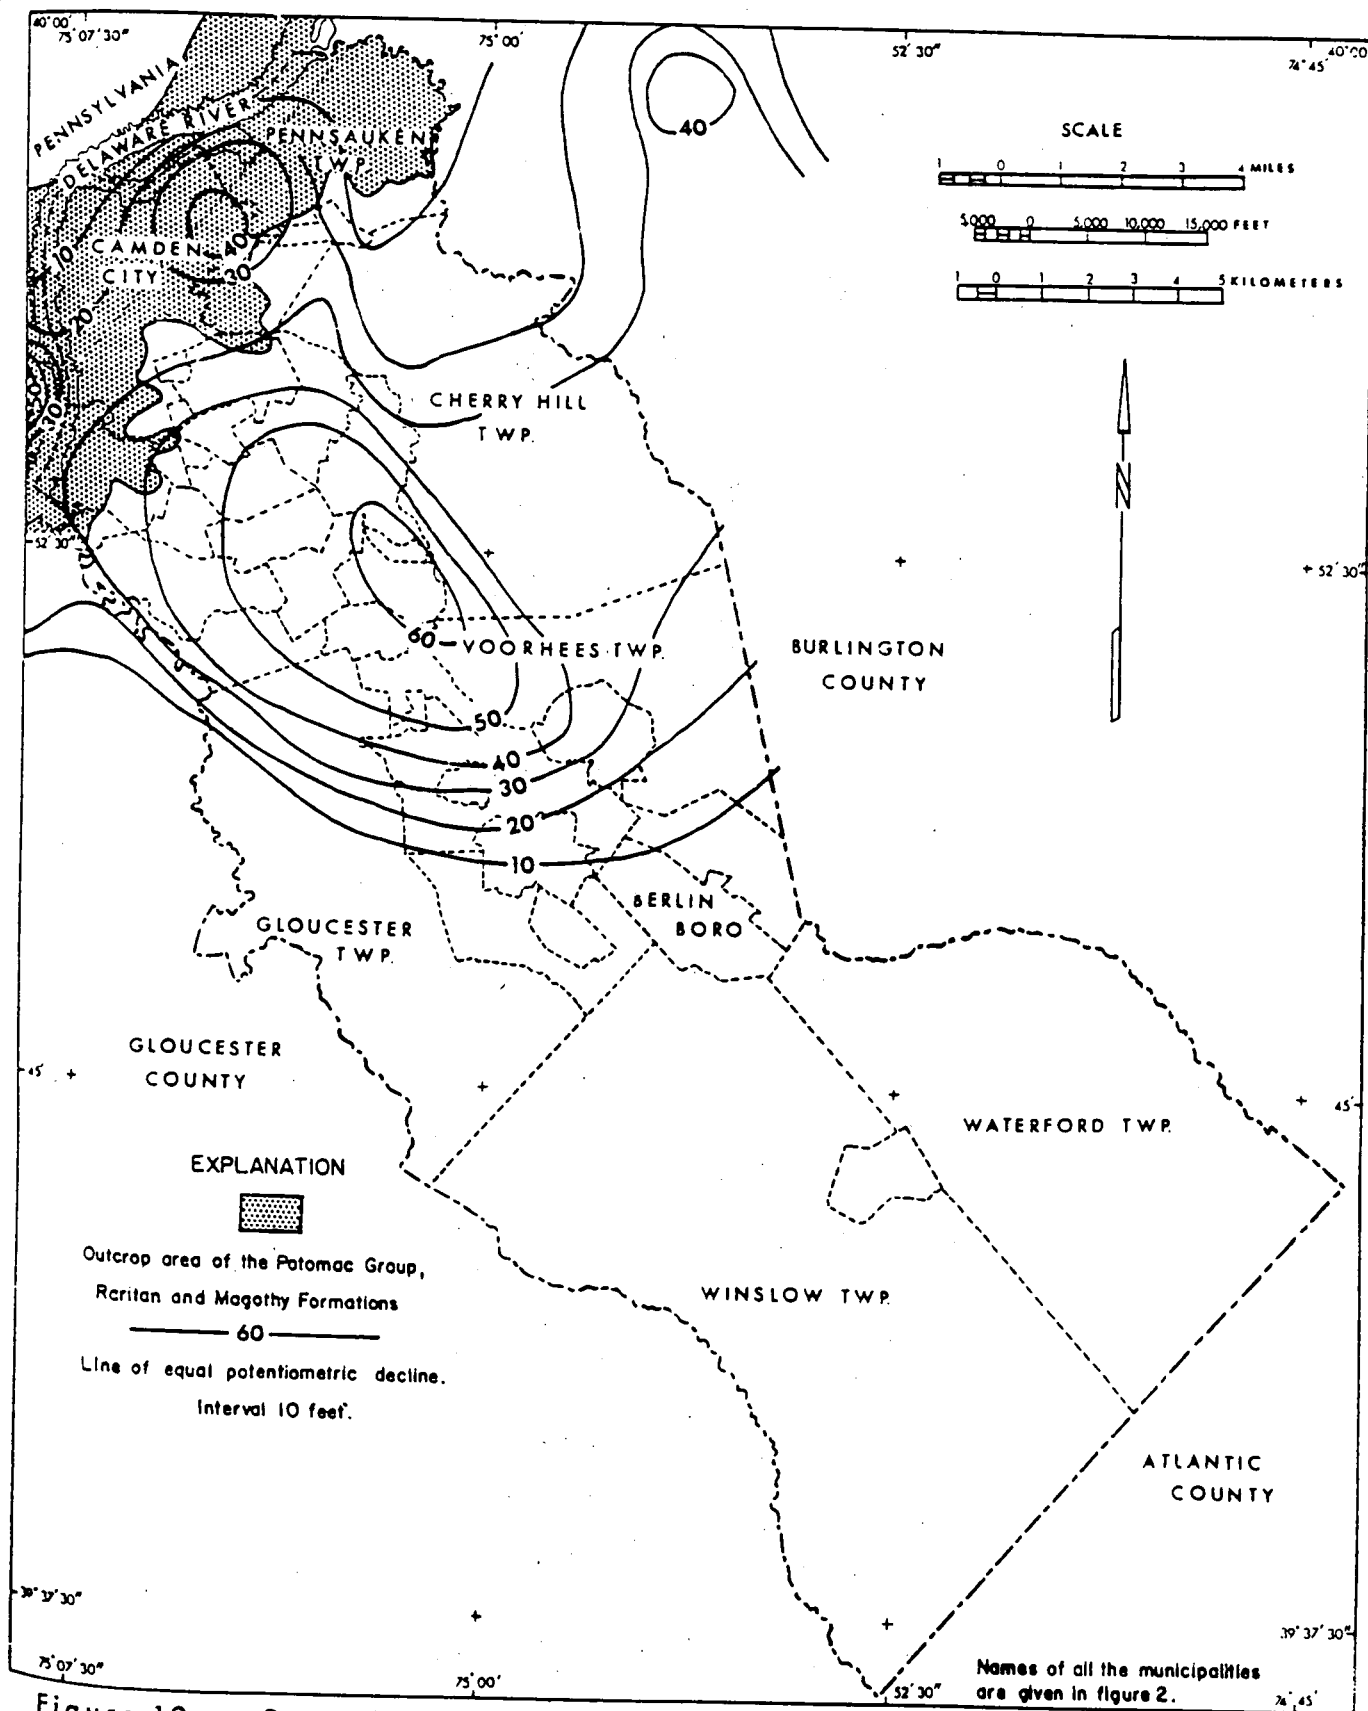 40°00'
75°07'30"
75°00'
52'30"
74°45'
40°00'
PENNSYLVANIA
DELAWARE RIVER
PENNSAUKEN
TWP.
40
SCALE
1 0 1 2 3 4 MILES
5,000 0 5,000 10,000 15,000 FEET
1 0 1 2 3 4 5 KILOMETERS
CAMDEN
CITY
10
40
30
20
50
30
CHERRY HILL
TWP.
N
52'30"
52'30"
60
VOORHEES TWP.
BURLINGTON
COUNTY
50
40
30
20
10
BERLIN
BORO
GLOUCESTER
TWP.
GLOUCESTER
COUNTY
45'
45'
WATERFORD TWP.
EXPLANATION
Outcrop area of the Potomac Group,
Raritan and Magothy Formations
60
Line of equal potentiometric decline.
Interval 10 feet.
WINSLOW TWP.
ATLANTIC
COUNTY
39°37'30"
39°37'30"
75°07'30"
75°00'
52'30"
74°45'
Names of all the municipalities
are given in figure 2.